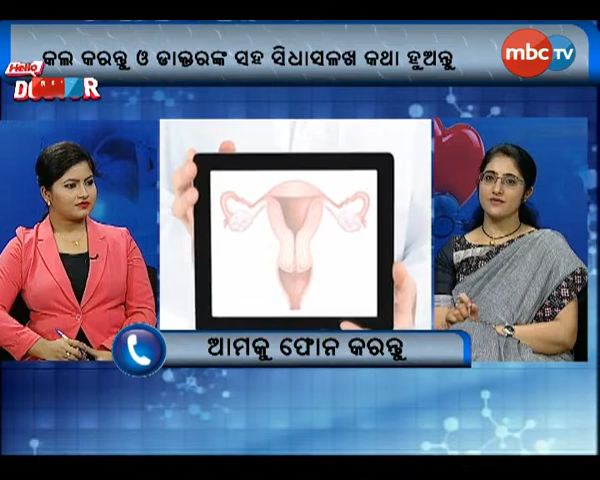 କଲ କରନ୍ତୁ ଓ ଡାକ୍ତରଙ୍କ ସହ ସିଧାସଳଖ କଥା ହୁଅନ୍ତୁ
mbc TV
Hello
DOCTOR
ଆମକୁ ଫୋନ କରନ୍ତୁ